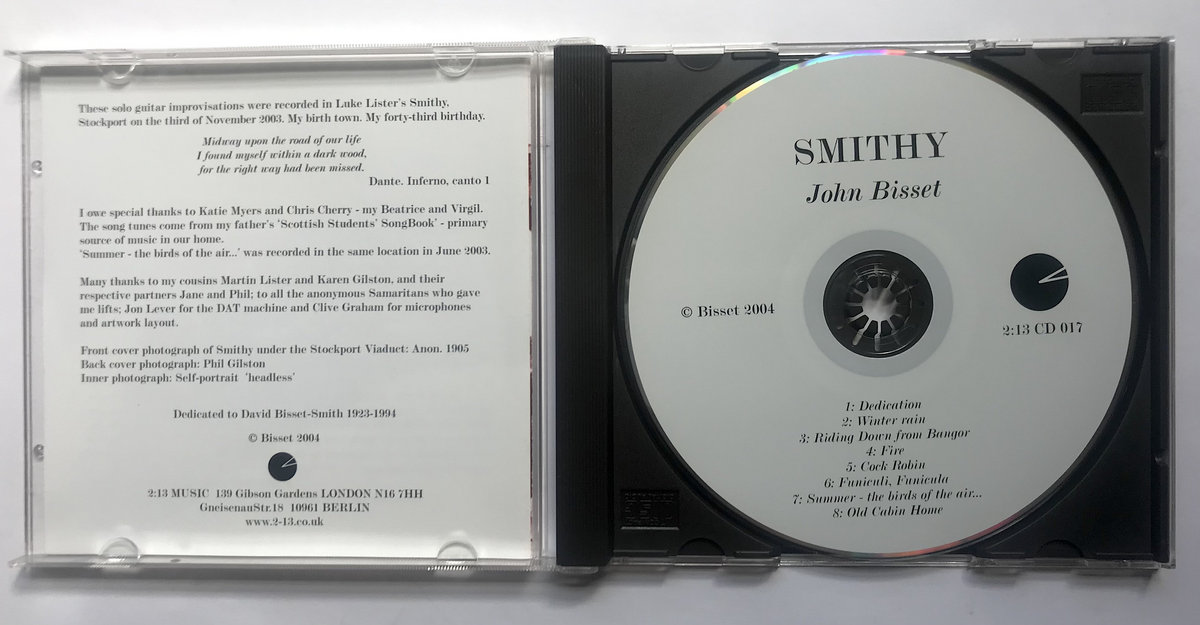 These solo guitar improvisations were recorded in Luke Lister's Smithy,
Stockport on the third of November 2003. My birth town. My forty-third birthday.
Midway upon the road of our life
I found myself within a dark wood,
for the right way had been missed.
Dante. Inferno, canto 1
I owe special thanks to Katie Myers and Chris Cherry - my Beatrice and Virgil.
The song tunes come from my father's 'Scottish Students' SongBook' - primary
source of music in our home.
'Summer - the birds of the air...' was recorded in the same location in June 2003.
Many thanks to my cousins Martin Lister and Karen Gilston, and their
respective partners Jane and Phil; to all the anonymous Samaritans who gave
me lifts; Jon Lever for the DAT machine and Clive Graham for microphones
and artwork layout.
Front cover photograph of Smithy under the Stockport Viaduct: Anon. 1905
Back cover photograph: Phil Gilston
Inner photograph: Self-portrait 'headless'
Dedicated to David Bisset-Smith 1923-1994
© Bisset 2004
2:13 MUSIC 139 Gibson Gardens LONDON N16 7HH
GneisenauStr.18 10961 BERLIN
www.2-13.co.uk
SMITHY
John Bisset
© Bisset 2004
2:13 CD 017
1: Dedication
2: Winter rain
3: Riding Down from Bangor
4: Fire
5: Cock Robin
6: Funiculi, Funicula
7: Summer - the birds of the air...
8: Old Cabin Home